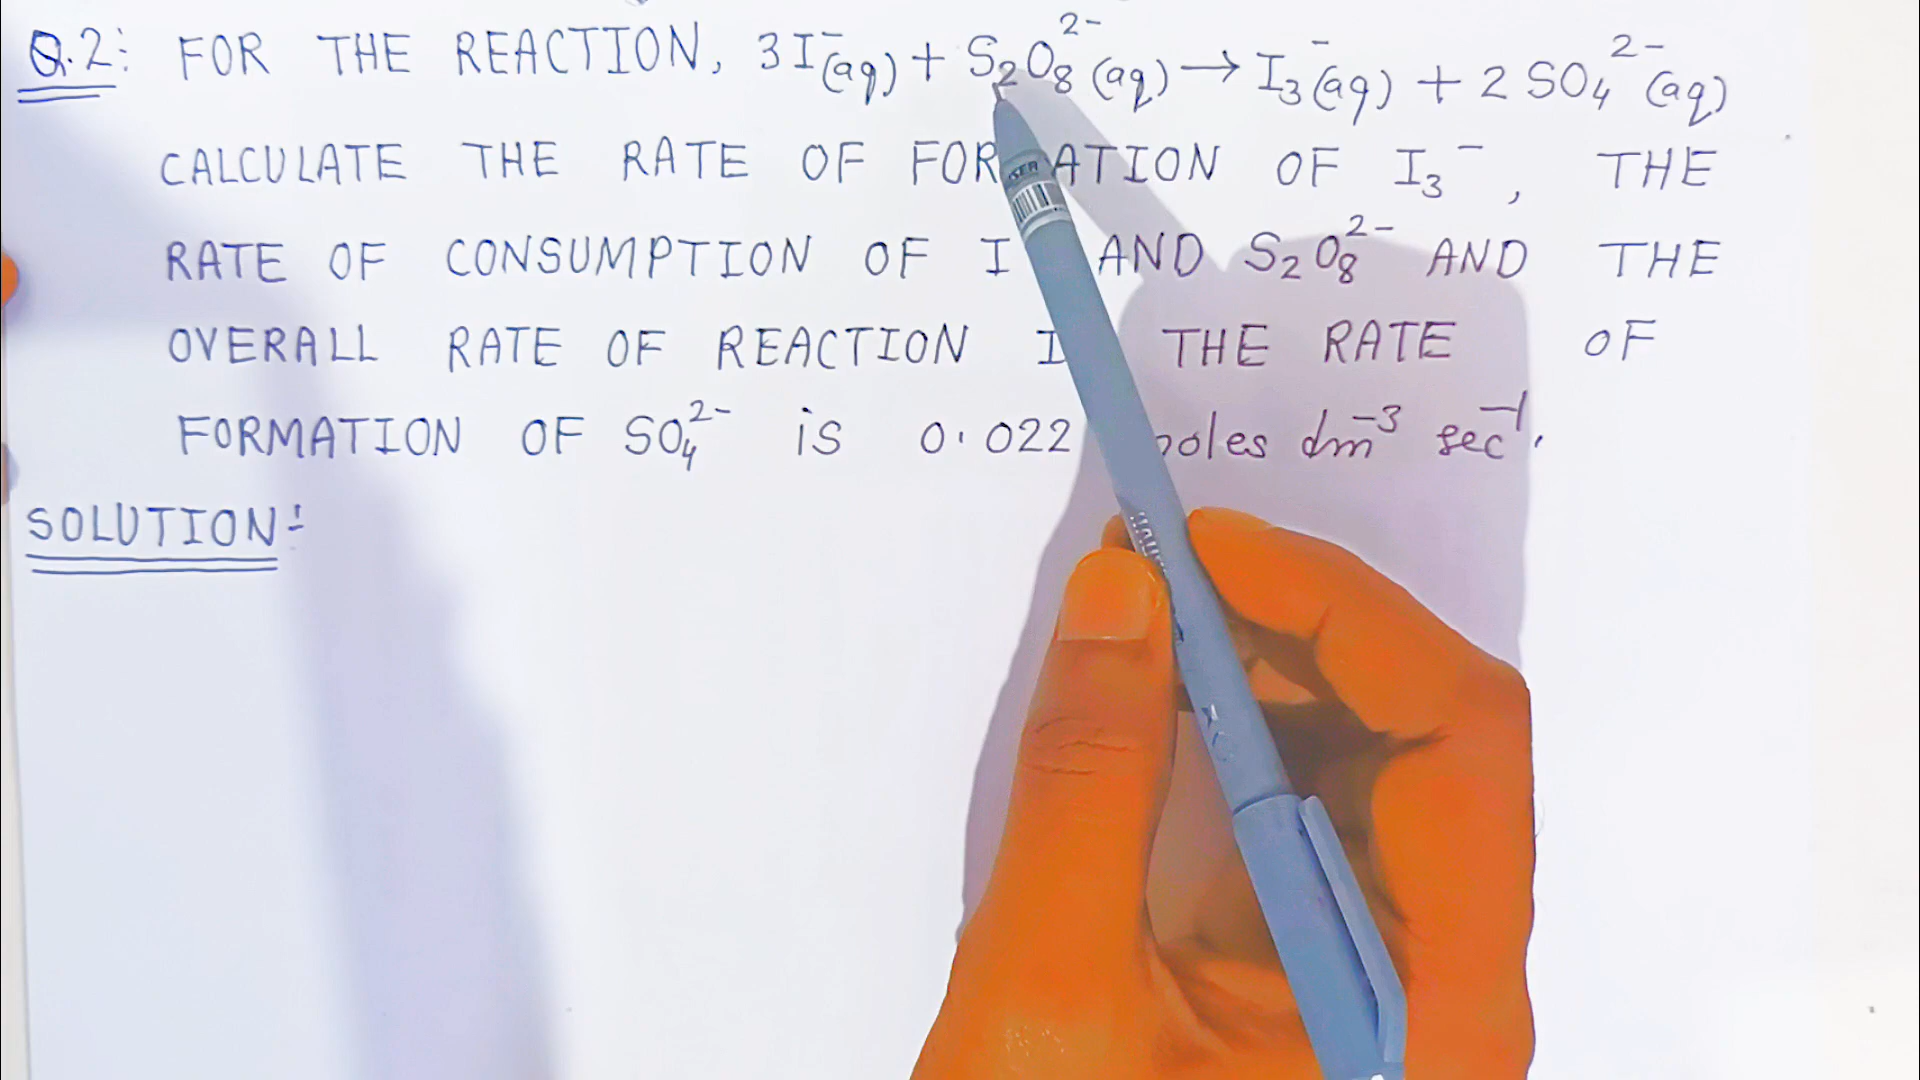 Q.2: FOR THE REACTION, 3I⁻(aq) + S₂O₈²⁻(aq) → I₃⁻(aq) + 2SO₄²⁻(aq)
CALCULATE THE RATE OF FOR ATION OF I₃⁻, THE
RATE OF CONSUMPTION OF I AND S₂O₈²⁻ AND THE
OVERALL RATE OF REACTION I THE RATE OF
FORMATION OF SO₄²⁻ is 0.022 oles dm⁻³ sec⁻¹.
SOLUTION: